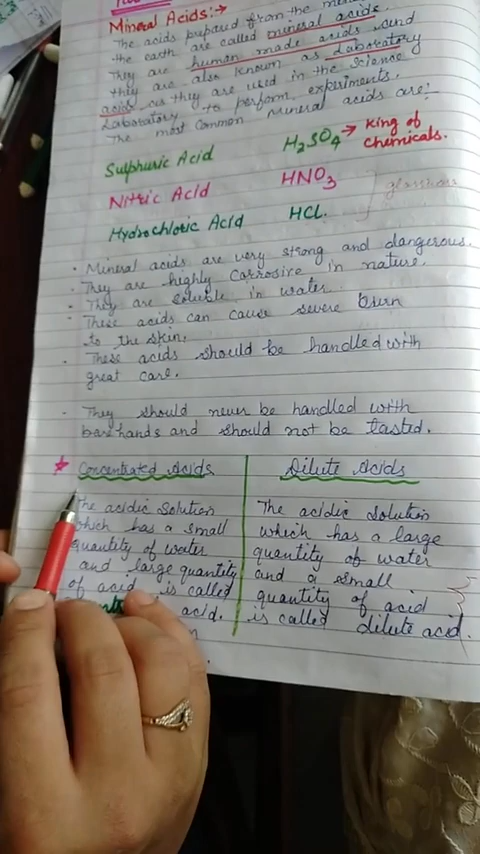 Mineral Acids:→
The acids prepared from the
the earth are called mineral acids.
They are human made acids and
they are also known as Laboratory
acids as they are used in the Science
Laboratory to perform experiments.
The most Common Mineral acids are:
Sulphuric Acid H2SO4 → King of
Chemicals.
Nitric Acid HNO3
Hydrochloric Acid HCl.
• Mineral acids are very strong and dangerous.
• They are highly Corrosive in nature.
• They are soluble in water.
• These acids can cause severe burn
to the skin.
• These acids should be handled with
great care.
• They should never be handled with
barehands and should not be tasted.
Concentrated Acids
The acidic solution
which has a small
quantity of water
and large quantity
of acid is called
acid.
Dilute Acids
The acidic solution
which has a large
quantity of water
and a small
quantity of acid
is called dilute acid.